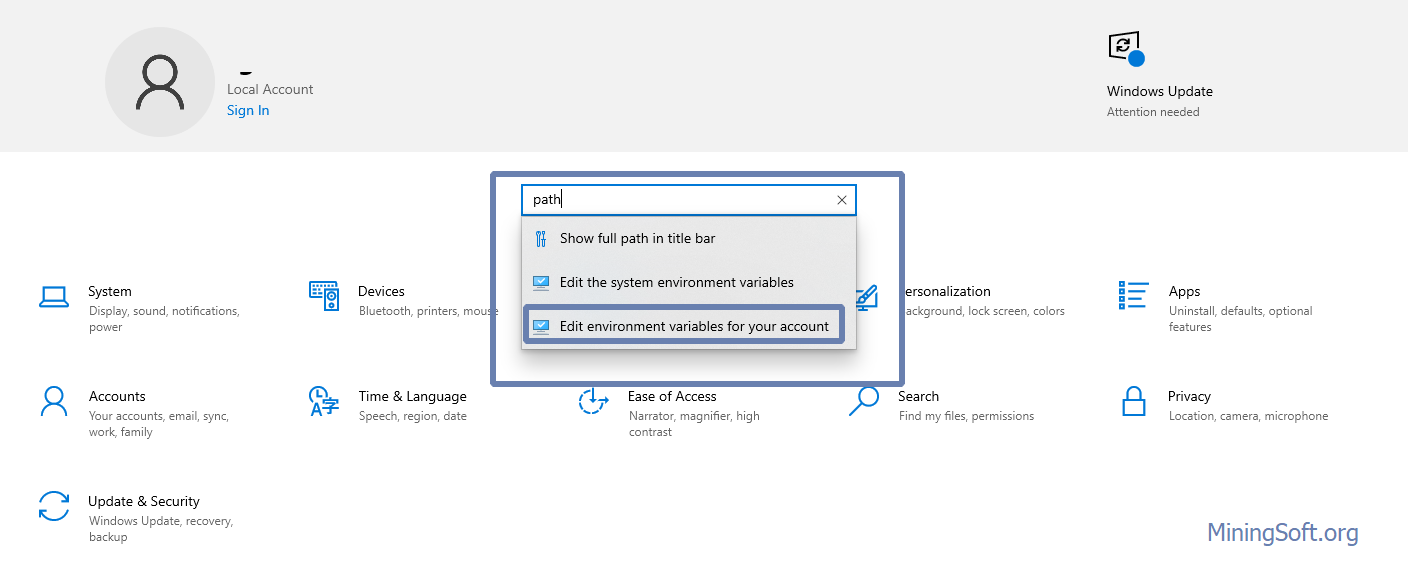 Local Account
Sign In
Windows Update
Attention needed
path
Show full path in title bar
Edit the system environment variables
Edit environment variables for your account
System
Display, sound, notifications,
power
Devices
Bluetooth, printers, mouse
ersonalization
ackground, lock screen, colors
Apps
Uninstall, defaults, optional
features
Accounts
Your accounts, email, sync,
work, family
Time & Language
Speech, region, date
Ease of Access
Narrator, magnifier, high
contrast
Search
Find my files, permissions
Privacy
Location, camera, microphone
Update & Security
Windows Update, recovery,
backup
MiningSoft.org